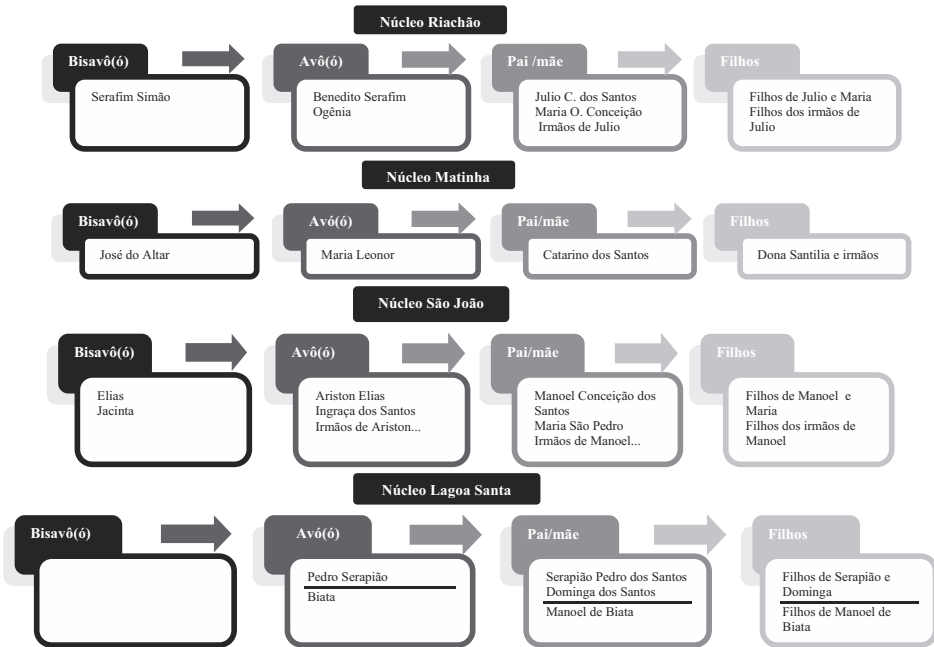 Núcleo Riachão
Bisavô(ó)
Serafim Simão
Avô(ó)
Benedito Serafim
Ogênia
Pai /mãe
Julio C. dos Santos
Maria O. Conceição
Irmãos de Julio
Filhos
Filhos de Julio e Maria
Filhos dos irmãos de
Julio
Núcleo Matinha
Bisavô(ó)
José do Altar
Avó(ó)
Maria Leonor
Pai/mãe
Catarino dos Santos
Filhos
Dona Santilia e irmãos
Núcleo São João
Bisavô(ó)
Elias
Jacinta
Avô(ó)
Ariston Elias
Ingraça dos Santos
Irmãos de Ariston...
Pai/mãe
Manoel Conceição dos
Santos
Maria São Pedro
Irmãos de Manoel...
Filhos
Filhos de Manoel e
Maria
Filhos dos irmãos de
Manoel
Núcleo Lagoa Santa
Bisavô(ó)
Avó(ó)
Pedro Serapião
Biata
Pai/mãe
Serapião Pedro dos Santos
Dominga dos Santos
Manoel de Biata
Filhos
Filhos de Serapião e
Dominga
Filhos de Manoel de
Biata